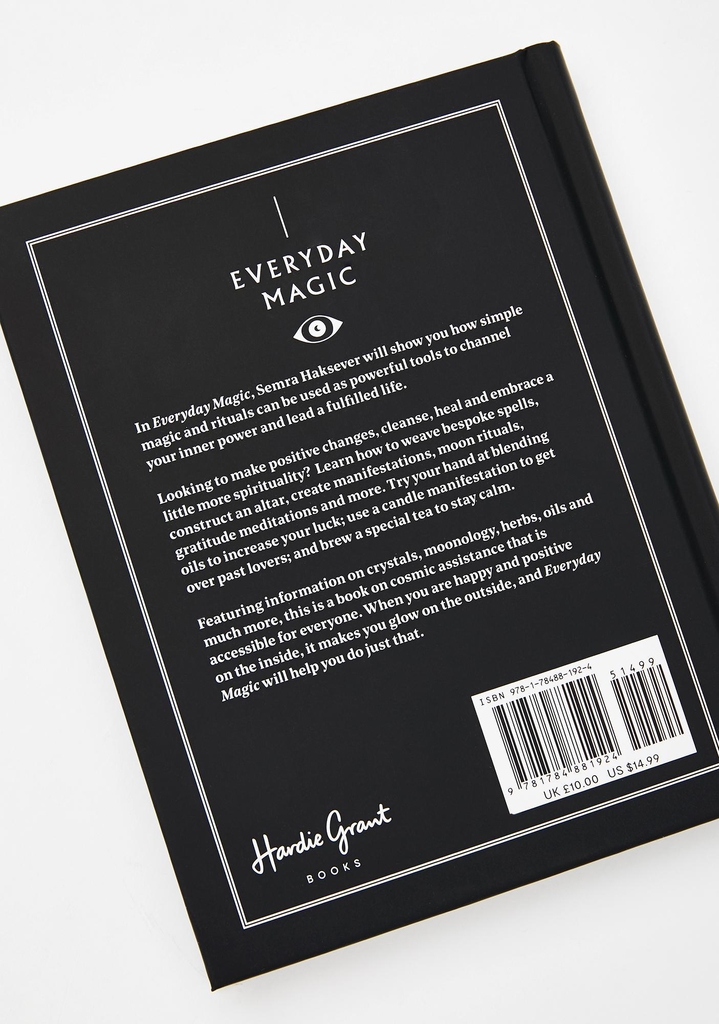 EVERYDAY
MAGIC
In Everyday Magic, Semra Haksever will show you how simple
magic and rituals can be used as powerful tools to channel
your inner power and lead a fulfilled life.
Looking to make positive changes, cleanse, heal and embrace a
little more spirituality? Learn how to weave bespoke spells,
construct an altar, create manifestations, moon rituals,
gratitude meditations and more. Try your hand at blending
oils to increase your luck; use a candle manifestation to get
over past lovers; and brew a special tea to stay calm.
Featuring information on crystals, moonology, herbs, oils and
much more, this is a book on cosmic assistance that is
accessible for everyone. When you are happy and positive
on the inside, it makes you glow on the outside, and Everyday
Magic will help you do just that.
ISBN 978-1-78488-192-4
51499
9 781784 881924
UK £10.00 US $14.99
Hardie Grant
BOOKS